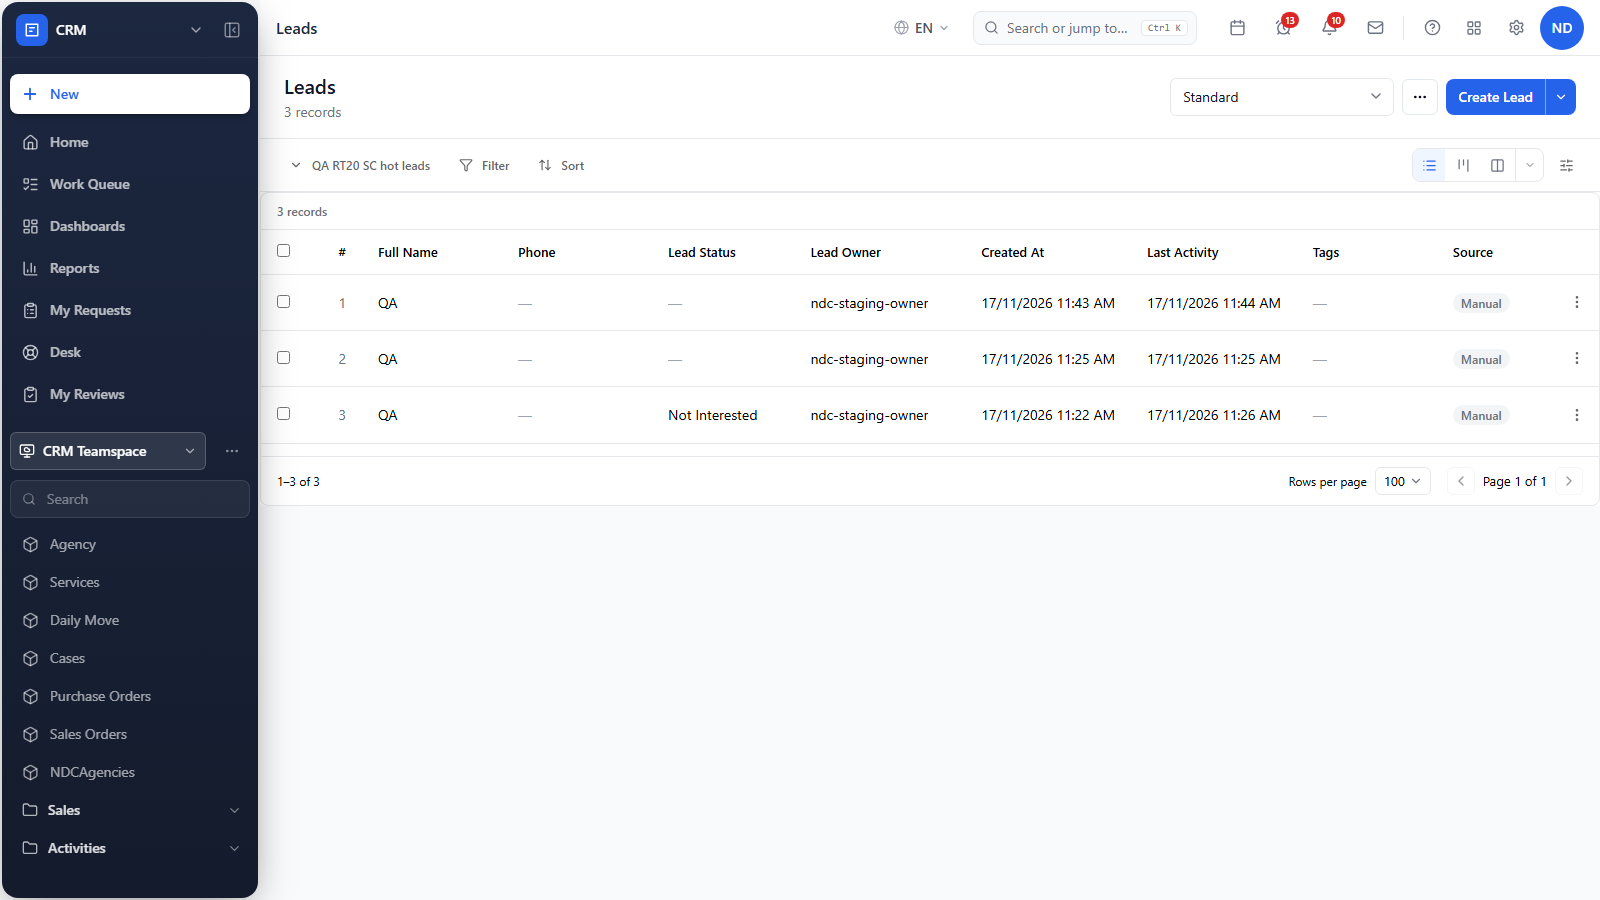 CRM
Leads
EN
Search or jump to...
Ctrl K
13
10
ND
New
Home
Work Queue
Dashboards
Reports
My Requests
Desk
My Reviews
CRM Teamspace
Search
Agency
Services
Daily Move
Cases
Purchase Orders
Sales Orders
NDCAgencies
Sales
Activities
Leads
3 records
Standard
Create Lead
QA RT20 SC hot leads
Filter
Sort
3 records
# Full Name Phone Lead Status Lead Owner Created At Last Activity Tags Source
1 QA — — ndc-staging-owner 17/11/2026 11:43 AM 17/11/2026 11:44 AM — Manual
2 QA — — ndc-staging-owner 17/11/2026 11:25 AM 17/11/2026 11:25 AM — Manual
3 QA — Not Interested ndc-staging-owner 17/11/2026 11:22 AM 17/11/2026 11:26 AM — Manual
1–3 of 3
Rows per page 100
Page 1 of 1